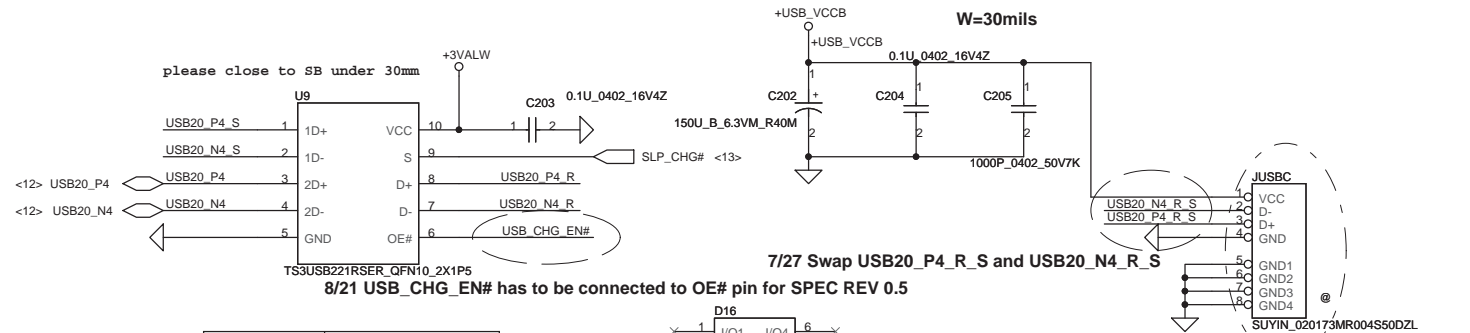 +USB_VCCB
W=30mils
+USB_VCCB
+3VALW
0.1U_0402_16V4Z
please close to SB under 30mm
U9
C203
0.1U_0402_16V4Z
1
1
1
C202
+
C204
C205
USB20_P4_S
1
1D+
VCC
10
1
2
150U_B_6.3VM_R40M
2
2
2
USB20_N4_S
2
1D-
S
9
SLP_CHG# <13>
1000P_0402_50V7K
<12> USB20_P4
USB20_P4
3
2D+
D+
8
USB20_P4_R
JUSBC
<12> USB20_N4
USB20_N4
4
2D-
D-
7
USB20_N4_R
1
VCC
USB20_N4_R_S
2
D-
USB20_P4_R_S
3
D+
5
GND
OE#
6
USB_CHG_EN#
4
GND
TS3USB221RSER_QFN10_2X1P5
7/27 Swap USB20_P4_R_S and USB20_N4_R_S
5
GND1
6
GND2
7
GND3
8
GND4
@
8/21 USB_CHG_EN# has to be connected to OE# pin for SPEC REV 0.5
SUYIN_020173MR004S50DZL
D16
1
I/O1
I/O4
6